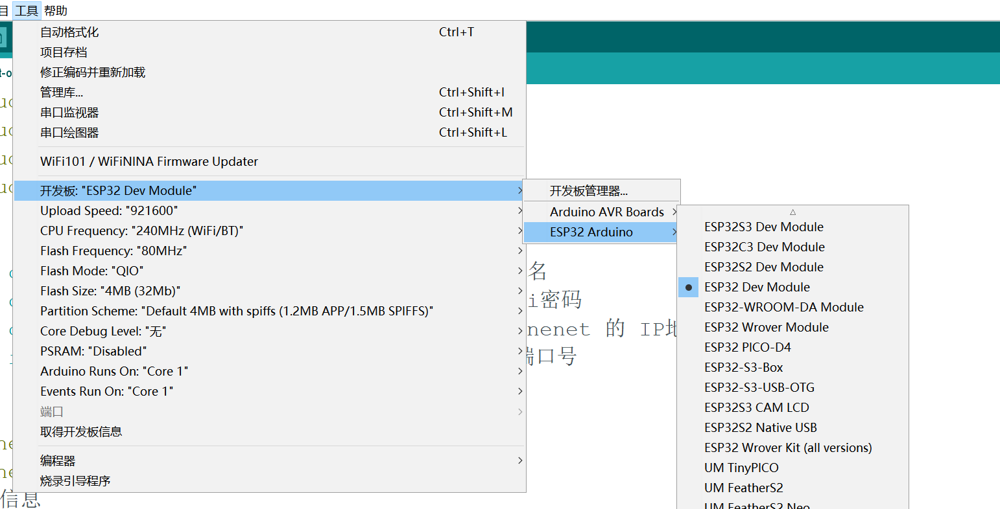 目 工具 帮助
自动格式化 Ctrl+T
项目存档
修正编码并重新加载
管理库... Ctrl+Shift+I
串口监视器 Ctrl+Shift+M
串口绘图器 Ctrl+Shift+L
WiFi101 / WiFiNINA Firmware Updater
开发板: "ESP32 Dev Module"
Upload Speed: "921600"
CPU Frequency: "240MHz (WiFi/BT)"
Flash Frequency: "80MHz"
Flash Mode: "QIO"
Flash Size: "4MB (32Mb)"
Partition Scheme: "Default 4MB with spiffs (1.2MB APP/1.5MB SPIFFS)"
Core Debug Level: "无"
PSRAM: "Disabled"
Arduino Runs On: "Core 1"
Events Run On: "Core 1"
端口
取得开发板信息
编程器
烧录引导程序
开发板管理器...
Arduino AVR Boards
ESP32 Arduino
ESP32S3 Dev Module
ESP32C3 Dev Module
ESP32S2 Dev Module
ESP32 Dev Module
ESP32-WROOM-DA Module
ESP32 Wrover Module
ESP32 PICO-D4
ESP32-S3-Box
ESP32-S3-USB-OTG
ESP32S3 CAM LCD
ESP32S2 Native USB
ESP32 Wrover Kit (all versions)
UM TinyPICO
UM FeatherS2
UM FeatherS2 Neo
名
i密码
nenet 的 IP地
端口号
信息